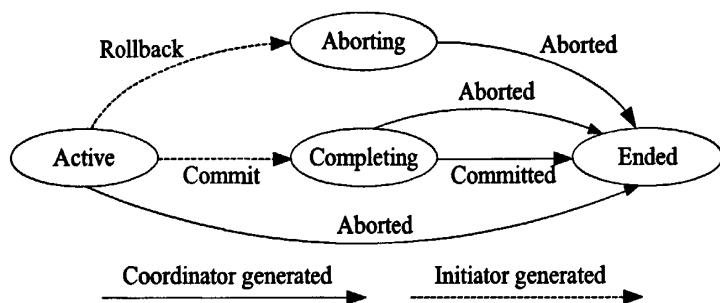 Aborting
Rollback
Aborted
Aborted
Active
Completing
Ended
Commit
Committed
Aborted
Coordinator generated
Initiator generated